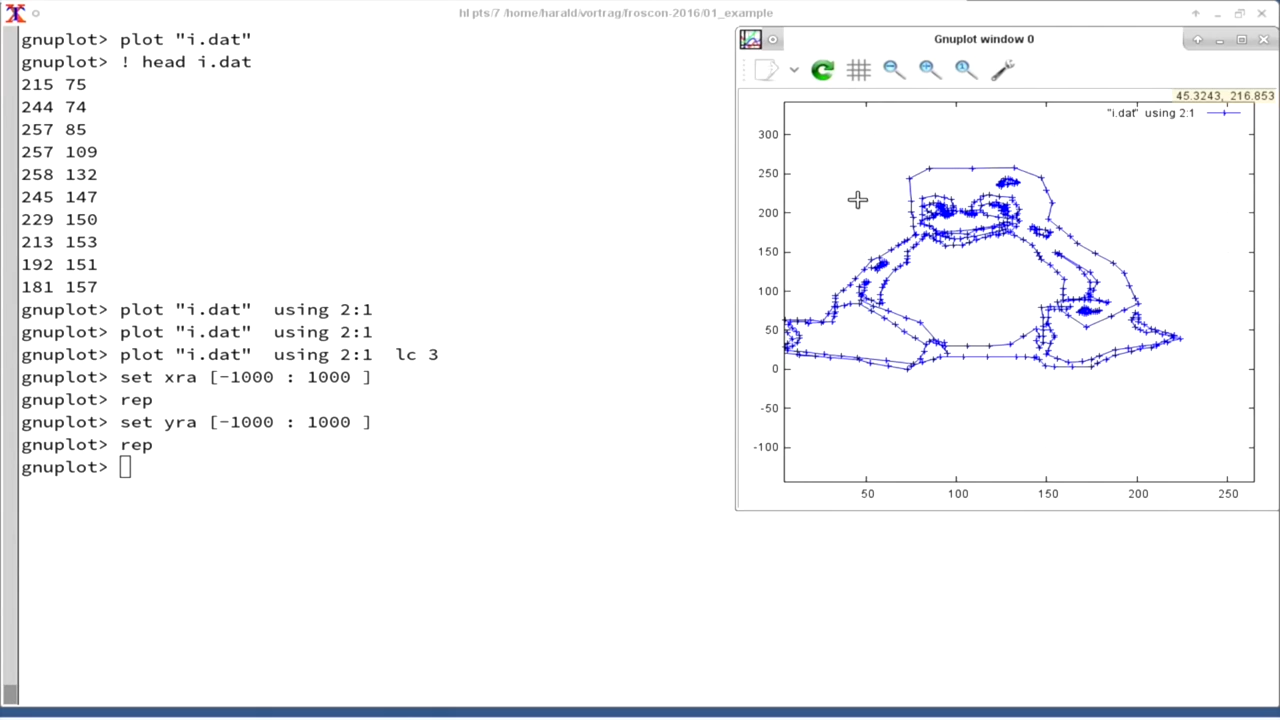 hl pts/7 /home/harald/vortrag/froscon-2016/01_example
gnuplot> plot "i.dat"
gnuplot> ! head i.dat
215 75
244 74
257 85
257 109
258 132
245 147
229 150
213 153
192 151
181 157
gnuplot> plot "i.dat"  using 2:1
gnuplot> plot "i.dat"  using 2:1
gnuplot> plot "i.dat"  using 2:1  lc 3
gnuplot> set xra [-1000 : 1000 ]
gnuplot> rep
gnuplot> set yra [-1000 : 1000 ]
gnuplot> rep
gnuplot>
Gnuplot window 0
45.3243, 216.853
"i.dat" using 2:1
300
250
200
150
100
50
0
-50
-100
50 100 150 200 250